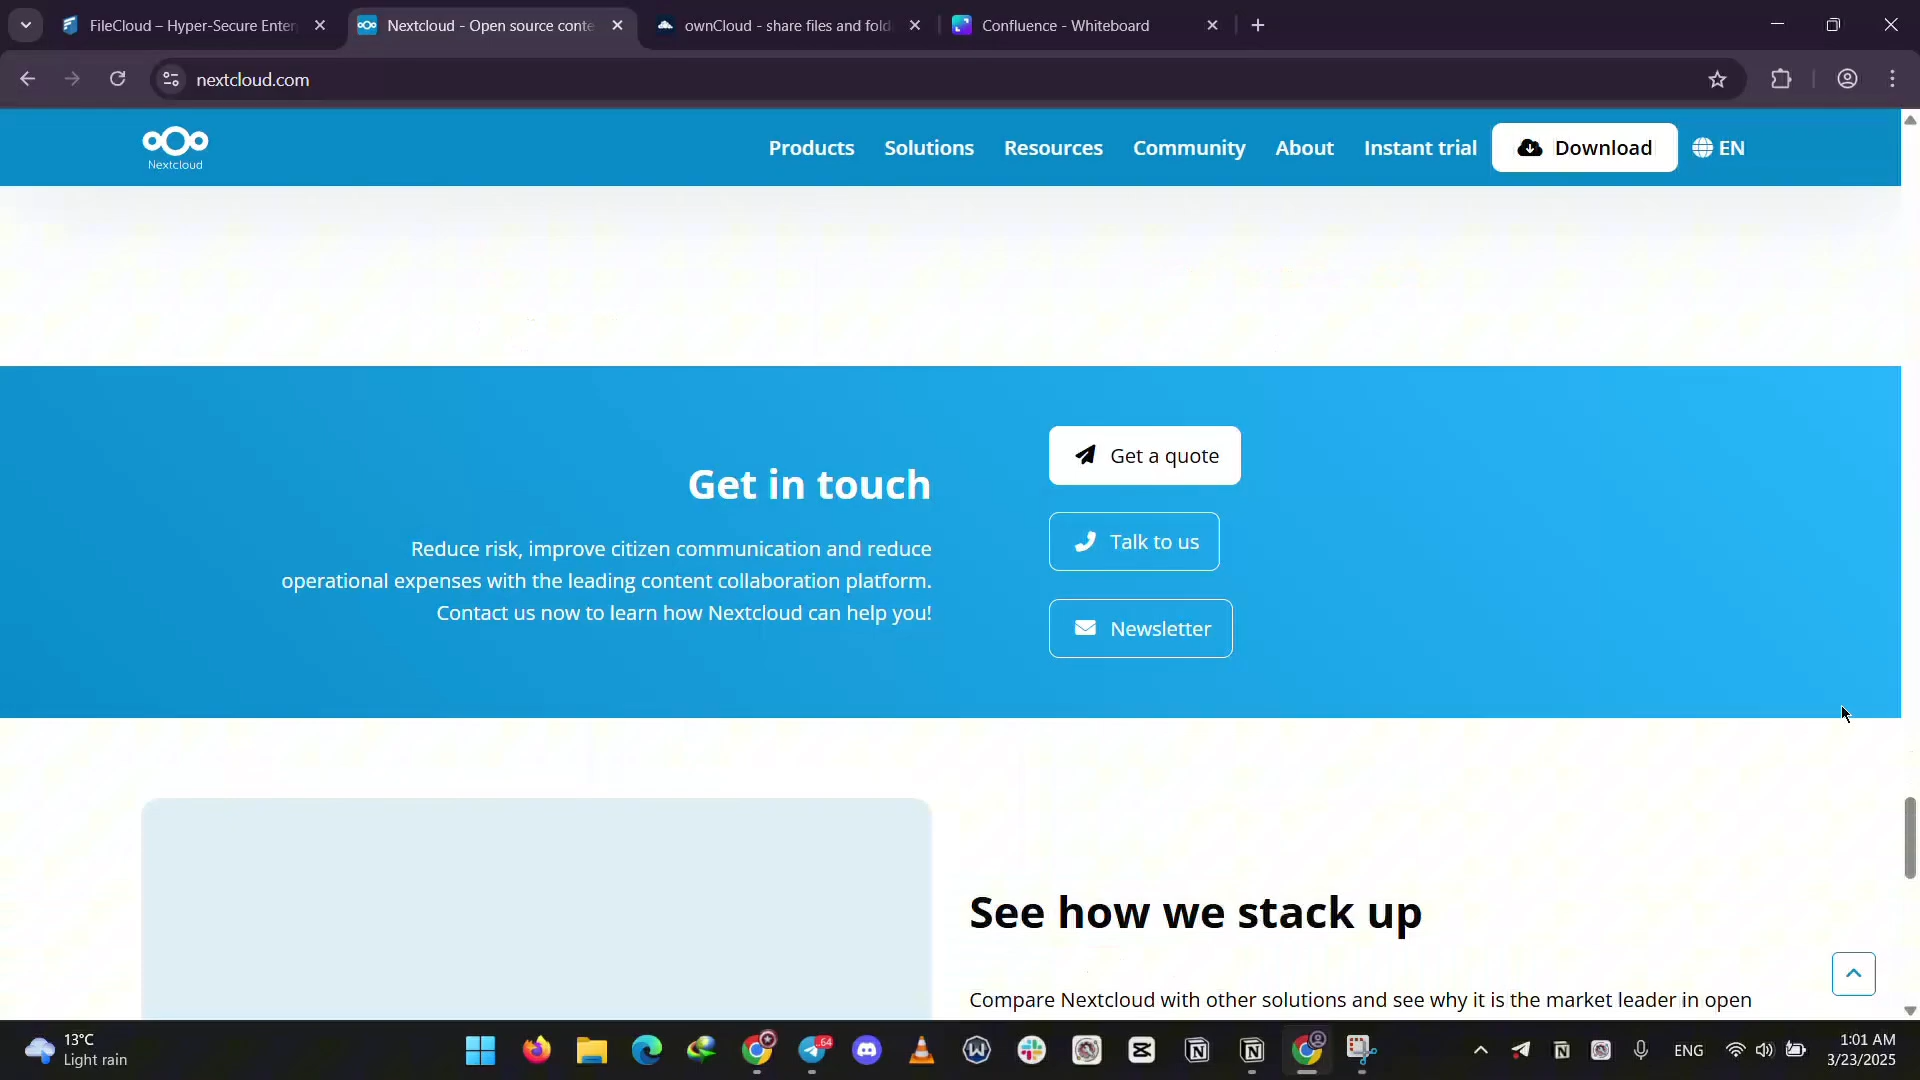 FileCloud – Hyper-Secure Enter
Nextcloud - Open source conte
ownCloud - share files and fold
Confluence - Whiteboard
nextcloud.com
Nextcloud
Products
Solutions
Resources
Community
About
Instant trial
Download
EN
Get in touch
Reduce risk, improve citizen communication and reduce
operational expenses with the leading content collaboration platform.
Contact us now to learn how Nextcloud can help you!
Get a quote
Talk to us
Newsletter
See how we stack up
Compare Nextcloud with other solutions and see why it is the market leader in open
13°C
Light rain
64
ENG
1:01 AM
3/23/2025